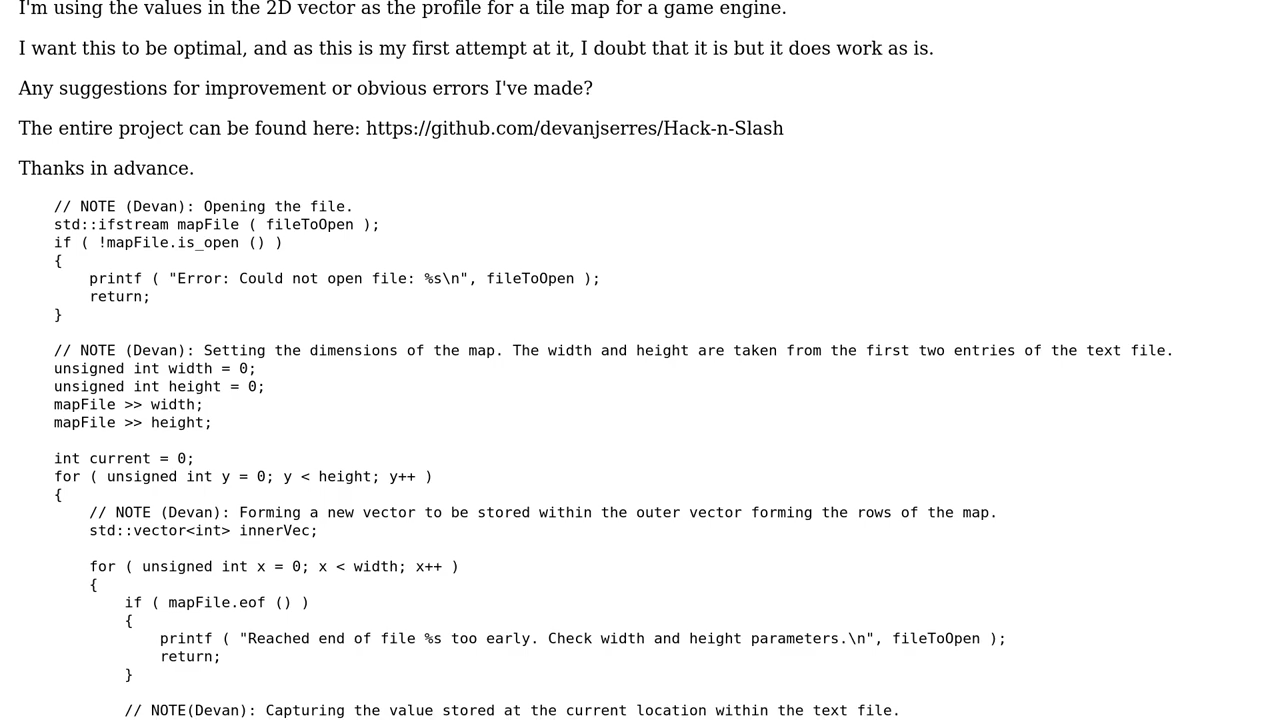 I'm using the values in the 2D vector as the profile for a tile map for a game engine.
I want this to be optimal, and as this is my first attempt at it, I doubt that it is but it does work as is.
Any suggestions for improvement or obvious errors I've made?
The entire project can be found here: https://github.com/devanjserres/Hack-n-Slash
Thanks in advance.
// NOTE (Devan): Opening the file.
std::ifstream mapFile ( fileToOpen );
if ( !mapFile.is_open () )
{
printf ( "Error: Could not open file: %s\n", fileToOpen );
return;
}
// NOTE (Devan): Setting the dimensions of the map. The width and height are taken from the first two entries of the text file.
unsigned int width = 0;
unsigned int height = 0;
mapFile >> width;
mapFile >> height;
int current = 0;
for ( unsigned int y = 0; y < height; y++ )
{
// NOTE (Devan): Forming a new vector to be stored within the outer vector forming the rows of the map.
std::vector<int> innerVec;
for ( unsigned int x = 0; x < width; x++ )
{
if ( mapFile.eof () )
{
printf ( "Reached end of file %s too early. Check width and height parameters.\n", fileToOpen );
return;
}
// NOTE(Devan): Capturing the value stored at the current location within the text file.